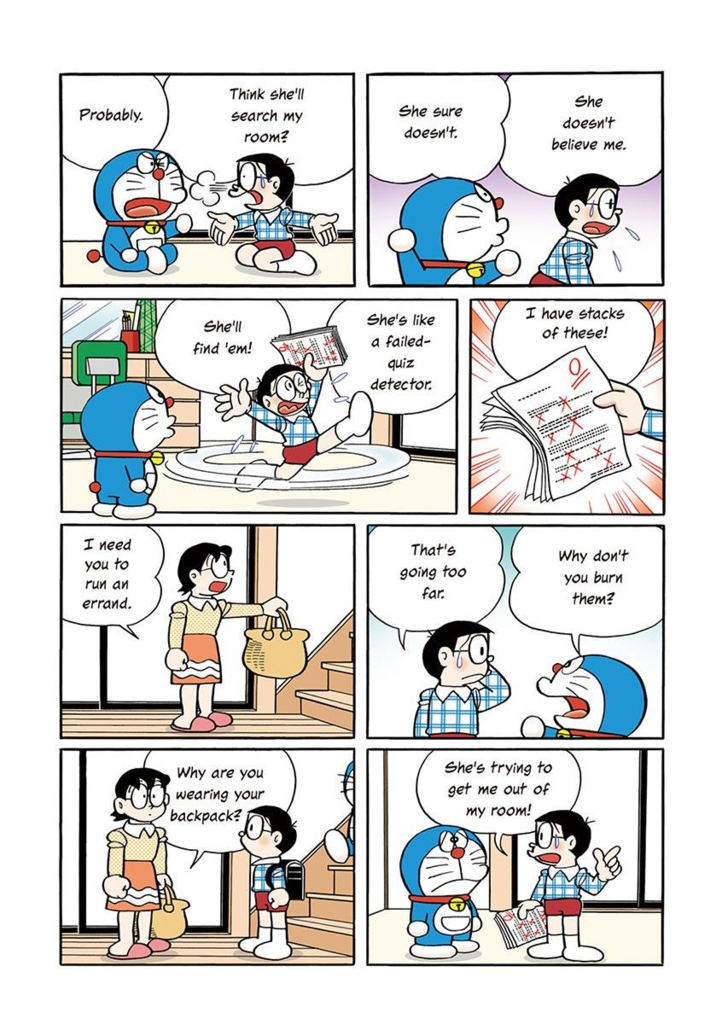 She
doesn't
believe me.
She sure
doesn't.
Think she'll
search my
room?
Probably.
I have stacks
of these!
0
She's like
a failed-
quiz
detector.
She'll
find 'em!
Why don't
you burn
them?
That's
going too
far.
I need
you to
run an
errand.
She's trying to
get me out of
my room!
Why are you
wearing your
backpack?